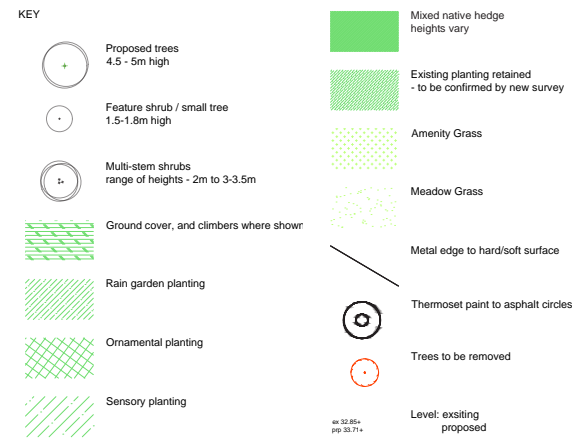 KEY
Proposed trees
4.5 - 5m high
Feature shrub / small tree
1.5-1.8m high
Multi-stem shrubs
range of heights - 2m to 3-3.5m
Ground cover, and climbers where shown
Rain garden planting
Ornamental planting
Sensory planting
Mixed native hedge
heights vary
Existing planting retained
- to be confirmed by new survey
Amenity Grass
Meadow Grass
Metal edge to hard/soft surface
Thermoset paint to asphalt circles
Trees to be removed
ex 32.85+
prp 33.71+
Level: exsiting
proposed